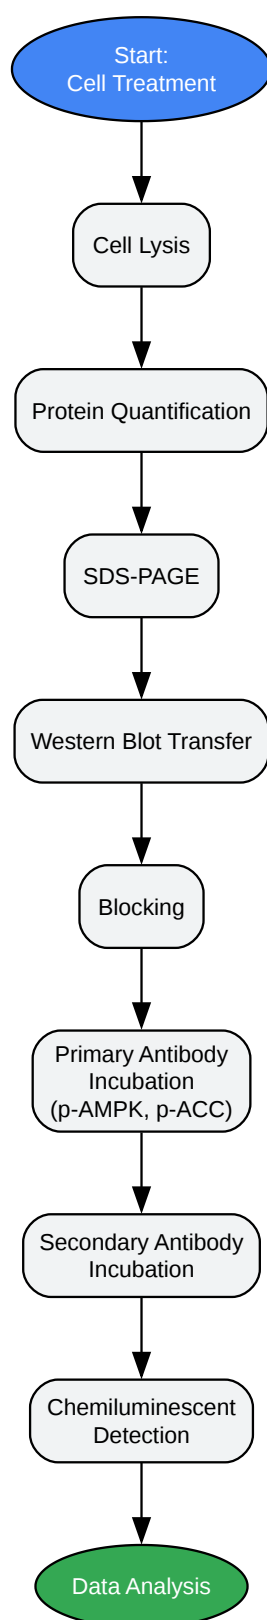 Start:
Cell Treatment
Cell Lysis
Protein Quantification
SDS-PAGE
Western Blot Transfer
Blocking
Primary Antibody
Incubation
(p-AMPK, p-ACC)
Secondary Antibody
Incubation
Chemiluminescent
Detection
Data Analysis